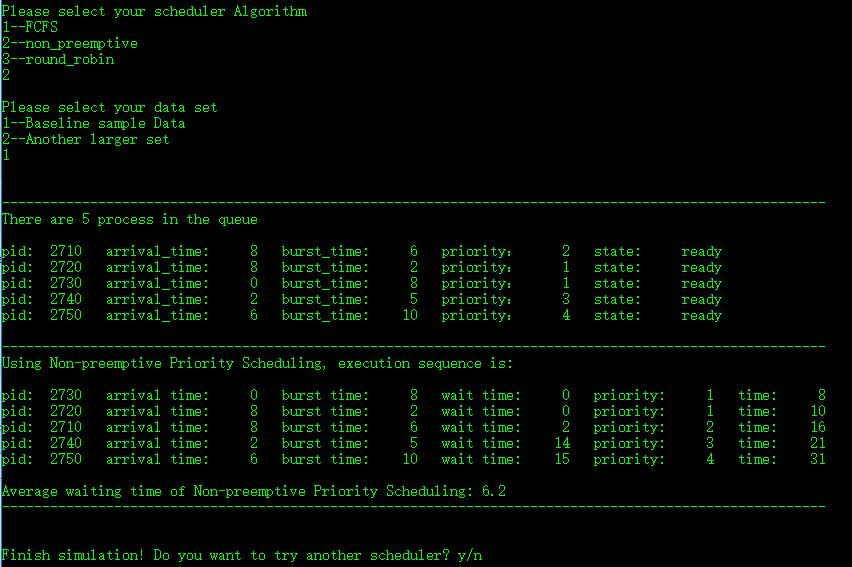 Please select your scheduler Algorithm
1--FCFS
2--non_preemptive
3--round_robin
2
Please select your data set
1--Baseline sample Data
2--Another larger set
1
--------------------------------------------------------------------------------
There are 5 process in the queue
pid: 2710 arrival_time: 8 burst_time: 6 priority: 2 state: ready
pid: 2720 arrival_time: 8 burst_time: 2 priority: 1 state: ready
pid: 2730 arrival_time: 0 burst_time: 8 priority: 1 state: ready
pid: 2740 arrival_time: 2 burst_time: 5 priority: 3 state: ready
pid: 2750 arrival_time: 6 burst_time: 10 priority: 4 state: ready
--------------------------------------------------------------------------------
Using Non-preemptive Priority Scheduling, execution sequence is:
pid: 2730 arrival time: 0 burst time: 8 wait time: 0 priority: 1 time: 8
pid: 2720 arrival time: 8 burst time: 2 wait time: 0 priority: 1 time: 10
pid: 2710 arrival time: 8 burst time: 6 wait time: 2 priority: 2 time: 16
pid: 2740 arrival time: 2 burst time: 5 wait time: 14 priority: 3 time: 21
pid: 2750 arrival time: 6 burst time: 10 wait time: 15 priority: 4 time: 31
Average waiting time of Non-preemptive Priority Scheduling: 6.2
--------------------------------------------------------------------------------
Finish simulation! Do you want to try another scheduler? y/n